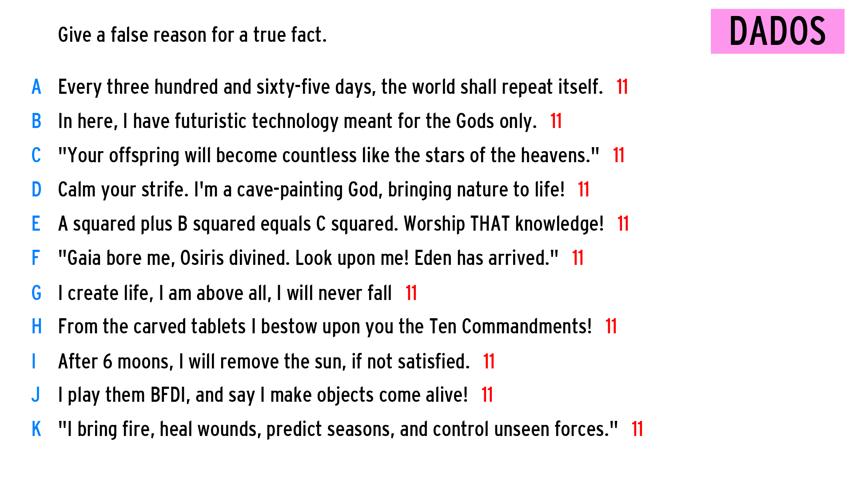 Give a false reason for a true fact.
DADOS
A Every three hundred and sixty-five days, the world shall repeat itself. 11
B In here, I have futuristic technology meant for the Gods only. 11
C "Your offspring will become countless like the stars of the heavens." 11
D Calm your strife. I'm a cave-painting God, bringing nature to life! 11
E A squared plus B squared equals C squared. Worship THAT knowledge! 11
F "Gaia bore me, Osiris divined. Look upon me! Eden has arrived." 11
G I create life, I am above all, I will never fall 11
H From the carved tablets I bestow upon you the Ten Commandments! 11
I After 6 moons, I will remove the sun, if not satisfied. 11
J I play them BFDI, and say I make objects come alive! 11
K "I bring fire, heal wounds, predict seasons, and control unseen forces." 11